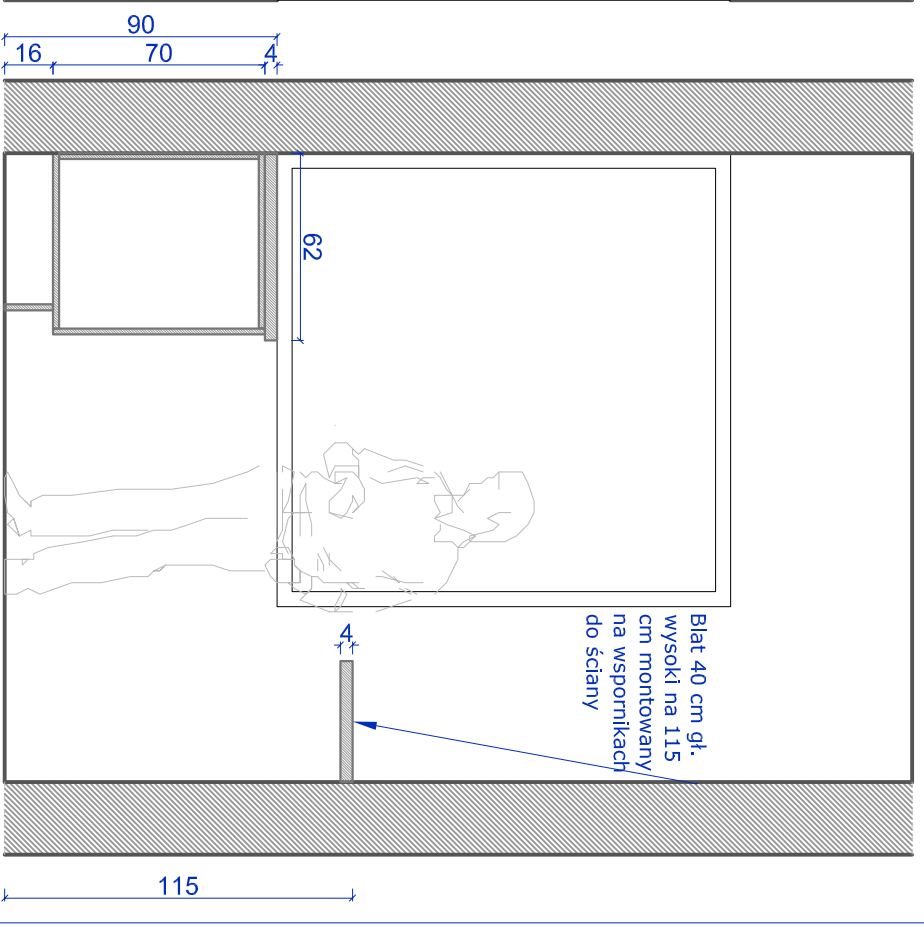 90
16
70
4
62
Blat 40 cm gł.
wysoki na 115
cm montowany
na wspornikach
do ściany
4
115